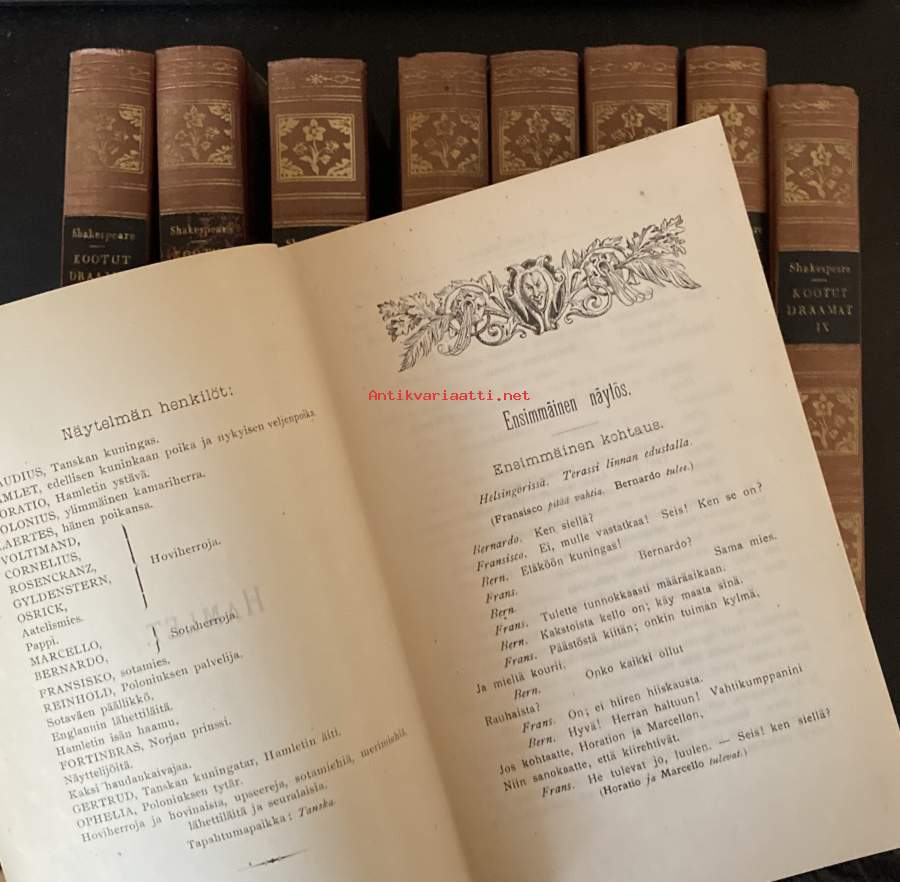 Shakespeare
KOOTUT
Shakespeare
Shakespeare
KOOTUT
DRAAMAT
IX
Antikvariaatti.net
Näytelmän henkilöt:
AUDIUS, Tanskan kuningas.
AMLET, edellisen kuninkaan poika ja nykyisen veljenpoika.
ORATIO, Hamletin ystävä.
OLONIUS, ylimmäinen kamariherra.
LAERTES, hänen poikansa.
VOLTIMAND,
CORNELIUS,
ROSENCRANZ,
GYLDENSTERN,
OSRICK,
Hoviherroja.
Aatelismies.
Pappi.
MARCELLO,
BERNARDO,
Sotaherroja.
FRANSISKO, sotamies.
REINHOLD, Poloniuksen palvelija.
Sotaväen päällikkö.
Englannin lähettiläitä.
Hamletin isän haamu.
FORTINBRAS, Norjan prinssi.
Näyttelijöitä.
Kaksi haudankaivajaa.
GERTRUD, Tanskan kuningatar, Hamletin äiti.
OPHELIA, Poloniuksen tytär.
Hoviherroja ja hovinaisia, upseereja, sotamiehiä, merimiehiä,
lähettiläitä ja seuralaisia.
Tapahtumapaikka: Tanska.
HAMLET
Ensimmäinen näytös.
Ensimmäinen kohtaus.
Helsingörissä. Terassi linnan edustalla.
(Fransisco pitää vahtia. Bernardo tulee.)
Bernardo. Ken siellä?
Fransisco. Ei, mulle vastatkaa! Seis! Ken se on?
Bern. Eläköön kuningas!
Frans. Bernardo?
Bern. Sama mies.
Frans. Tulette tunnokkaasti määräaikaan.
Bern. Kakstoista kello on; käy maata sinä.
Frans. Päästöstä kiitän; onkin tuiman kylmä,
Ja mieltä kouril.
Bern. Onko kaikki ollut
Rauhaista?
Frans. On; ei hiiren hiiskausta.
Bern. Hyvä! Herran haltuun! Vahtikumppanini
Jos kohtaatte, Horation ja Marcellon,
Niin sanokaatte, että kiirehtivät.
Frans. He tulevat jo, luulen. — Seis! ken siellä?
(Horatio ja Marcello tulevat.)